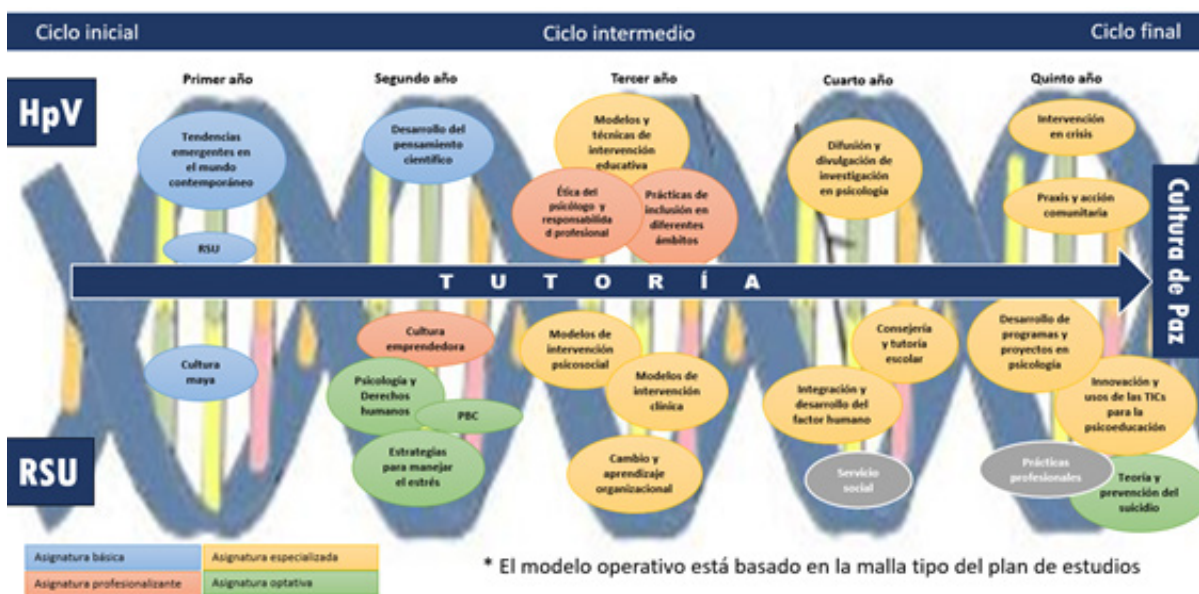 Ciclo inicial
Ciclo intermedio
Ciclo final
Primer año
Segundo año
Tercer año
Cuarto año
Quinto año
HpV
Tendencias
emergentes en
el mundo
contemporáneo
RSU
Desarrollo del
pensamiento
científico
Modelos y
técnicas de
intervención
educativa
Ética del
psicólogo y
responsabilida
d profesional
Prácticas de
inclusión en
diferentes
ámbitos
Difusión y
divulgación de
investigación
en psicología
Intervención
en crisis
Praxis y acción
comunitaria
Cultura de Paz
TUTORÍA
Cultura
maya
Cultura
emprendedora
Psicología y
Derechos
humanos
PBC
Estrategias
para manejar
el estrés
Modelos de
intervención
psicosocial
Modelos de
intervención
clínica
Cambio y
aprendizaje
organizacional
Consejería
y tutoría
escolar
Integración y
desarrollo del
factor humano
Servicio
social
Desarrollo de
programas y
proyectos en
psicología
Innovación y
usos de las TICs
para la
psicoeducación
Prácticas
profesionales
Teoría y
prevención del
suicidio
RSU
Asignatura básica
Asignatura especializada
Asignatura profesionalizante
Asignatura optativa
* El modelo operativo está basado en la malla tipo del plan de estudios